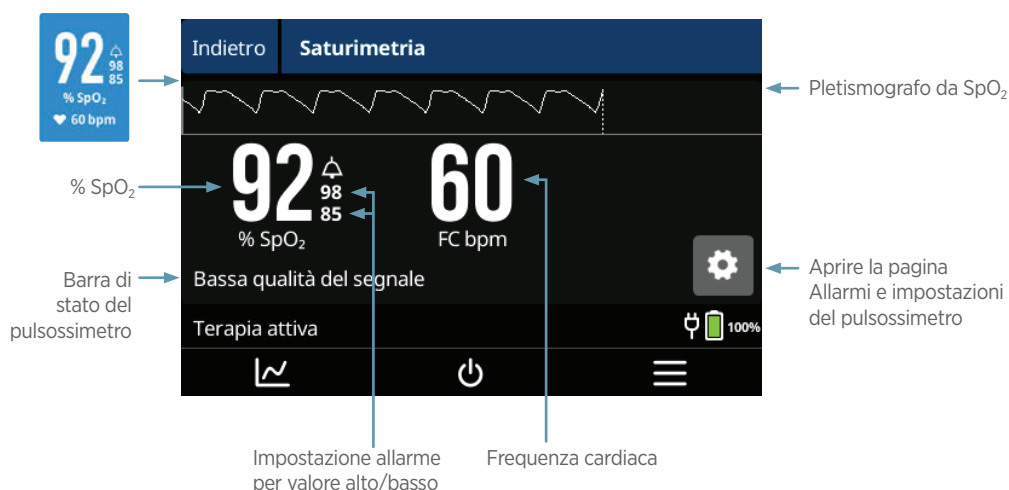 92
98
85
% SpO₂
60 bpm
Indietro
Saturimetria
Pletismografo da SpO₂
% SpO₂
92
98
85
% SpO₂
60
FC bpm
Barra di
stato del
pulsossimetro
Bassa qualità del segnale
Aprire la pagina
Allarmi e impostazioni
del pulsossimetro
Terapia attiva
100%
Impostazione allarme
per valore alto/basso
Frequenza cardiaca